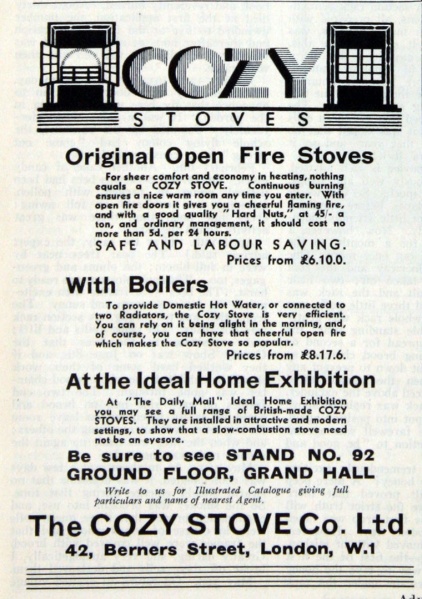 COZY
STOVES
Original Open Fire Stoves
For sheer comfort and economy in heating, nothing
equals a COZY STOVE. Continuous burning
ensures a nice warm room any time you enter. With
open fire doors it gives you a cheerful flaming fire,
and with a good quality "Hard Nuts," at 45/- a
ton, and ordinary management, it should cost no
more than 5d. per 24 hours.
SAFE AND LABOUR SAVING.
Prices from £6.10.0.
With Boilers
To provide Domestic Hot Water, or connected to
two Radiators, the Cozy Stove is very efficient.
You can rely on it being alight in the morning, and,
of course, you can have that cheerful open fire
which makes the Cozy Stove so popular.
Prices from £8.17.6.
At the Ideal Home Exhibition
At "The Daily Mail" Ideal Home Exhibition
you may see a full range of British-made COZY
STOVES. They are installed in attractive and modern
settings, to show that a slow-combustion stove need
not be an eyesore.
Be sure to see STAND NO. 92
GROUND FLOOR, GRAND HALL
Write to us for Illustrated Catalogue giving full
particulars and name of nearest Agent.
The COZY STOVE Co. Ltd.
42, Berners Street, London, W.1